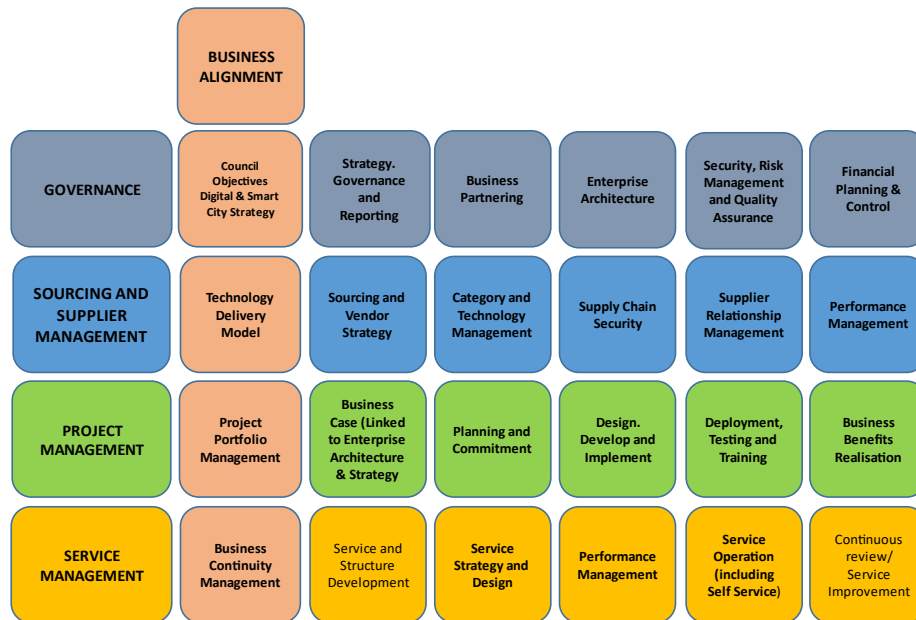 BUSINESS
ALIGNMENT
GOVERNANCE
Council
Objectives
Digital & Smart
City Strategy
Strategy.
Governance
and
Reporting
Business
Partnering
Enterprise
Architecture
Security, Risk
Management
and Quality
Assurance
Financial
Planning &
Control
SOURCING AND
SUPPLIER
MANAGEMENT
Technology
Delivery
Model
Sourcing and
Vendor
Strategy
Category and
Technology
Management
Supply Chain
Security
Supplier
Relationship
Management
Performance
Management
PROJECT
MANAGEMENT
Project
Portfolio
Management
Business
Case (Linked
to Enterprise
Architecture
& Strategy
Planning and
Commitment
Design.
Develop and
Implement
Deployment,
Testing and
Training
Business
Benefits
Realisation
SERVICE
MANAGEMENT
Business
Continuity
Management
Service and
Structure
Development
Service
Strategy and
Design
Performance
Management
Service
Operation
(including
Self Service)
Continuous
review/
Service
Improvement